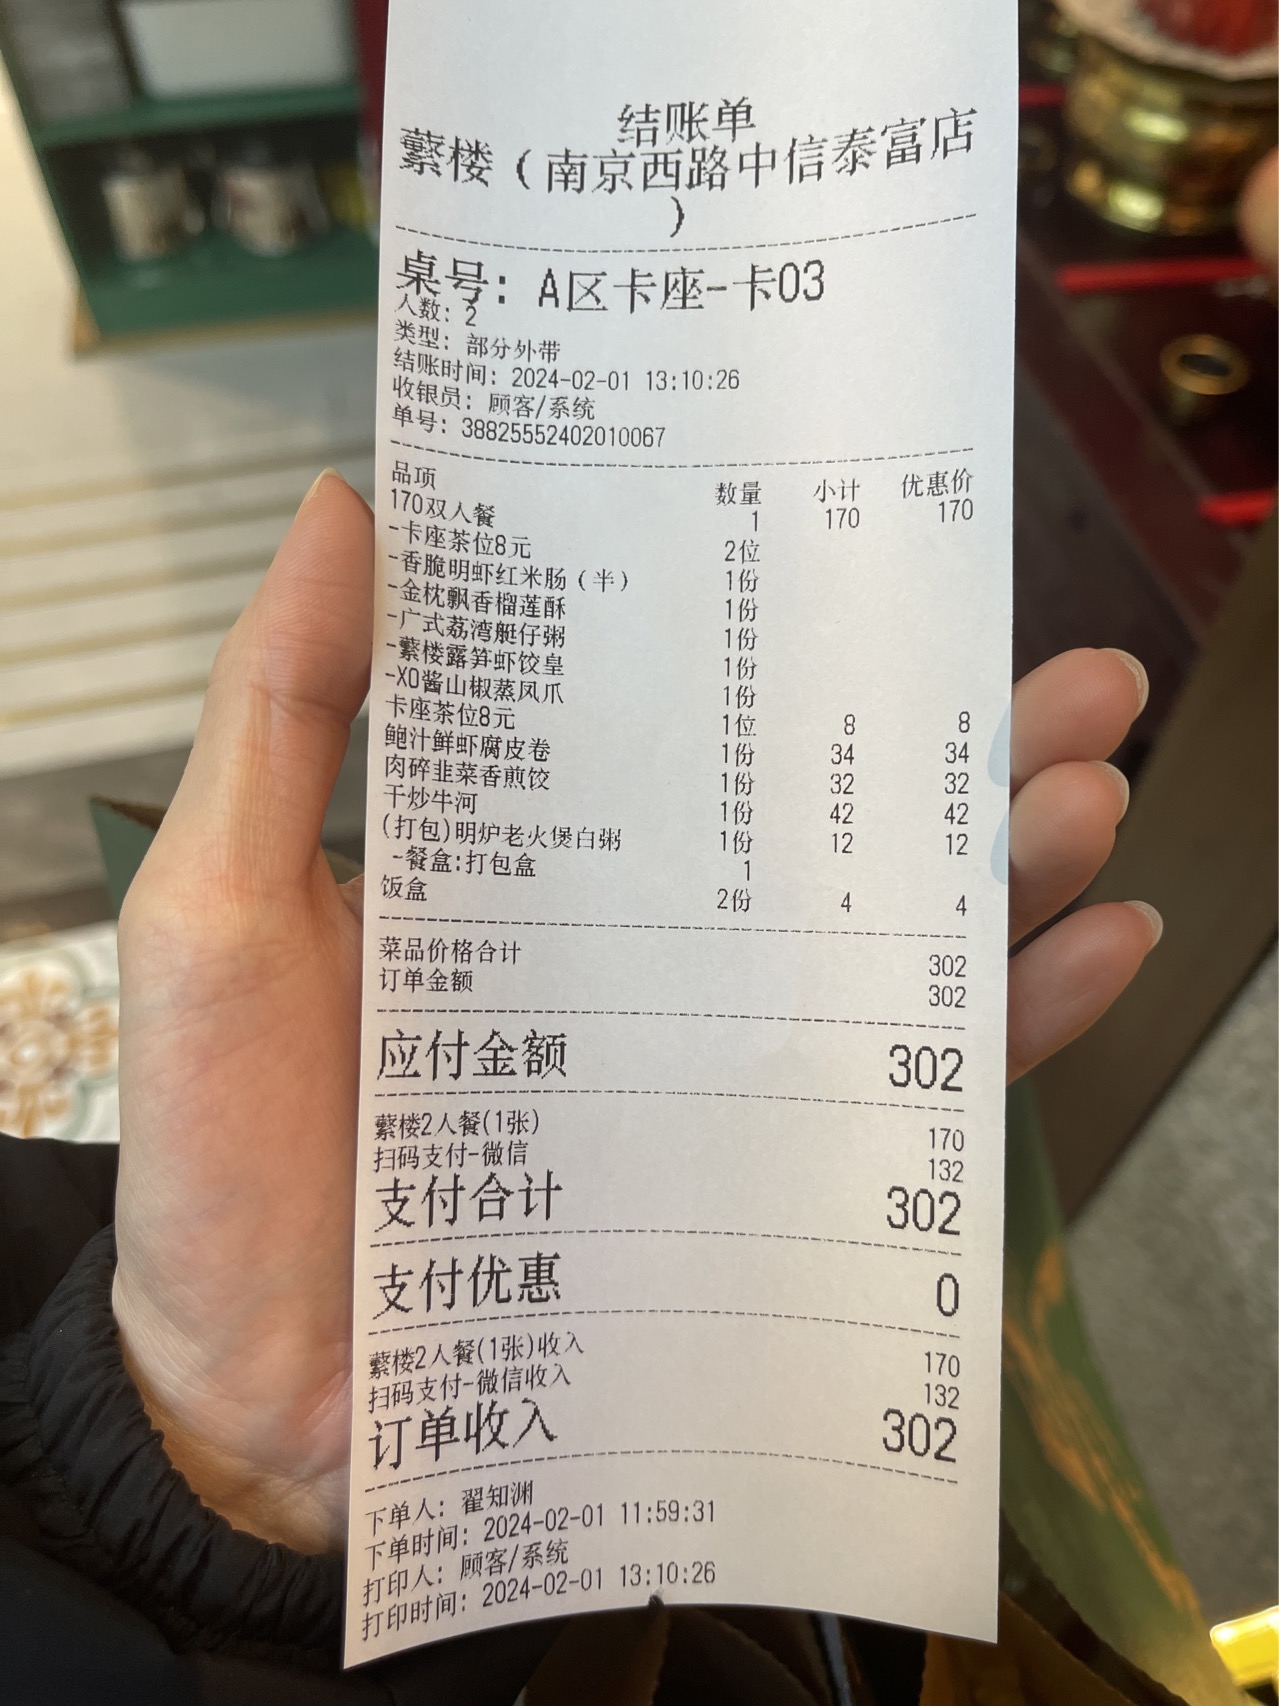 结账单
蘩楼（南京西路中信泰富店
）
桌号：A区卡座-卡03
人数：2
类型：部分外带
结账时间：2024-02-01 13:10:26
收银员：顾客/系统
单号：38825552402010067
品项 数量 小计 优惠价
170双人餐 1 170 170
-卡座茶位8元 2位
-香脆明虾红米肠（半） 1份
-金枕飘香榴莲酥 1份
-广式荔湾艇仔粥 1份
-蘩楼露笋虾饺皇 1份
-XO酱山椒蒸凤爪 1份
卡座茶位8元 1位 8 8
鲍汁鲜虾腐皮卷 1份 34 34
肉碎韭菜香煎饺 1份 32 32
干炒牛河 1份 42 42
(打包)明炉老火煲白粥 1份 12 12
-餐盒:打包盒 1
饭盒 2份 4 4
菜品价格合计 302
订单金额 302
应付金额 302
蘩楼2人餐(1张) 170
扫码支付-微信 132
支付合计 302
支付优惠 0
蘩楼2人餐(1张)收入 170
扫码支付-微信收入 132
订单收入 302
下单人：翟知渊
下单时间：2024-02-01 11:59:31
打印人：顾客/系统
打印时间：2024-02-01 13:10:26